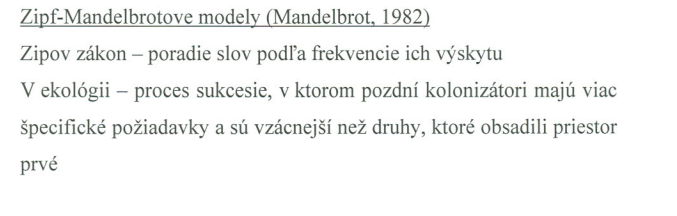 Zipf-Mandelbrotove modely (Mandelbrot, 1982)
Zipov zákon – poradie slov podľa frekvencie ich výskytu
V ekológii – proces sukcesie, v ktorom pozdní kolonizátori majú viac
špecifické požiadavky a sú vzácnejší než druhy, ktoré obsadili priestor
prvé